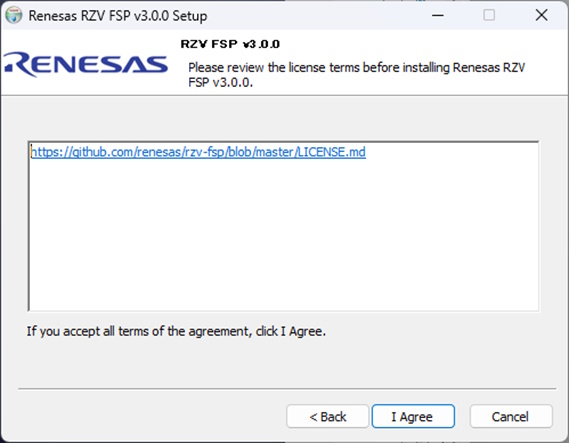 Renesas RZV FSP v3.0.0 Setup
RENESAS
RZV FSP v3.0.0
Please review the license terms before installing Renesas RZV
FSP v3.0.0.
https://github.com/renesas/rzv-fsp/blob/master/LICENSE.md
If you accept all terms of the agreement, click I Agree.
< Back
I Agree
Cancel